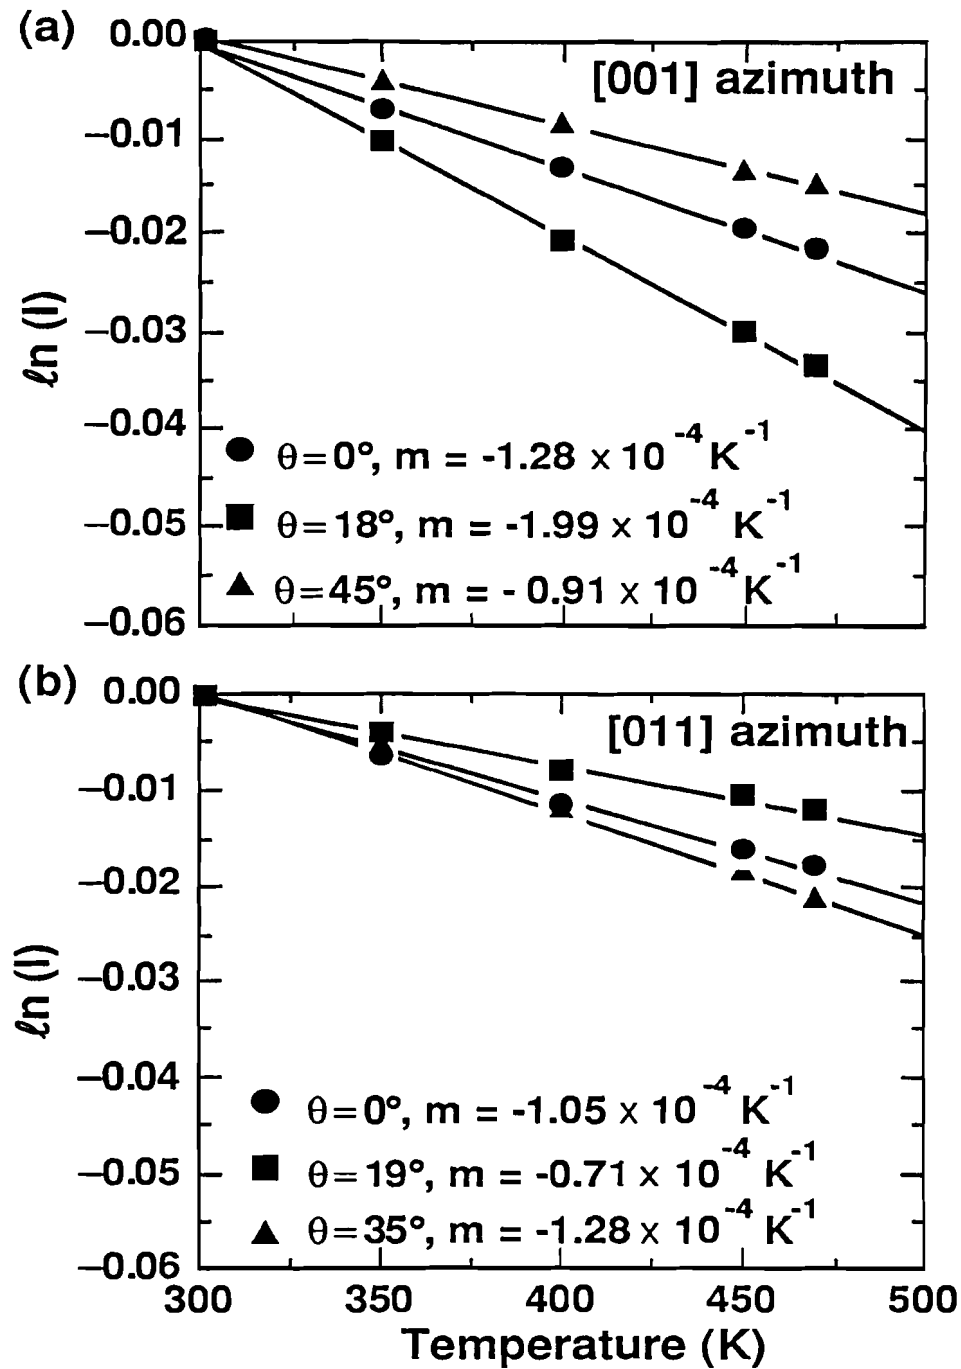 (a)
0.00
[001] azimuth
−0.01
−0.02
ℓn (I)
−0.03
−0.04
θ=0°, m = -1.28 x 10⁻⁴ K⁻¹
−0.05
θ=18°, m = -1.99 x 10⁻⁴ K⁻¹
θ=45°, m = - 0.91 x 10⁻⁴ K⁻¹
−0.06
(b)
0.00
[011] azimuth
−0.01
−0.02
ℓn (I)
−0.03
−0.04
θ=0°, m = -1.05 x 10⁻⁴ K⁻¹
−0.05
θ=19°, m = -0.71 x 10⁻⁴ K⁻¹
θ=35°, m = -1.28 x 10⁻⁴ K⁻¹
−0.06
300 350 400 450 500
Temperature (K)